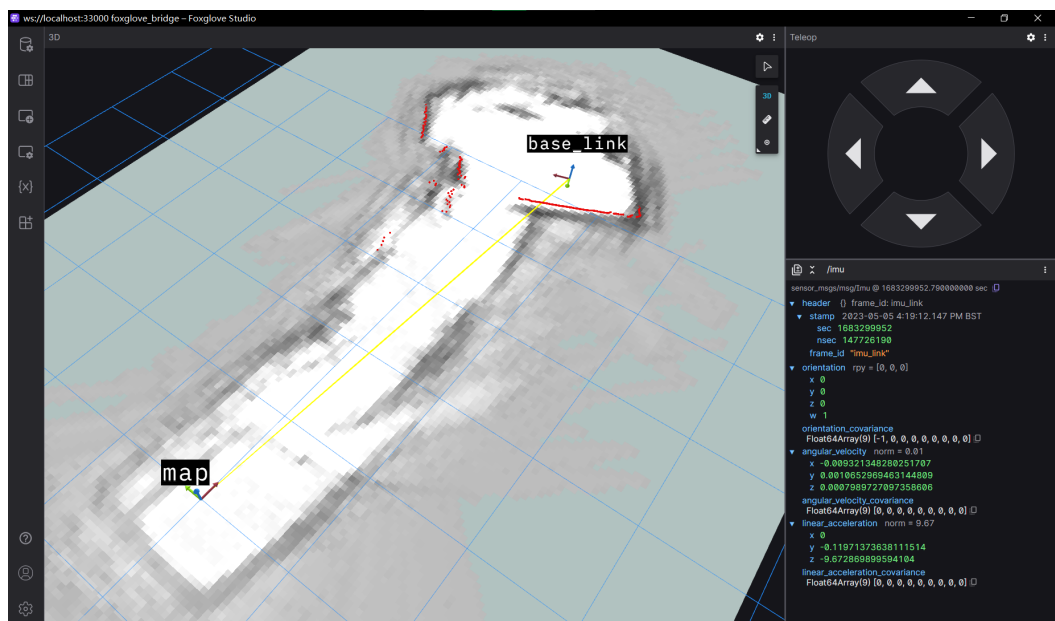 ws://localhost:33000 foxglove_bridge – Foxglove Studio
3D
3D
base_link
map
Teleop
/imu
sensor_msgs/msg/Imu @ 1683299952.790000000 sec
header {} frame_id: imu_link
stamp 2023-05-05 4:19:12.147 PM BST
sec 1683299952
nsec 147726190
frame_id "imu_link"
orientation rpy = [0, 0, 0]
x 0
y 0
z 0
w 1
orientation_covariance
Float64Array(9) [-1, 0, 0, 0, 0, 0, 0, 0, 0]
angular_velocity norm = 0.01
x -0.009321348280251707
y 0.0010652969463144809
z 0.0007989727097358606
angular_velocity_covariance
Float64Array(9) [0, 0, 0, 0, 0, 0, 0, 0, 0]
linear_acceleration norm = 9.67
x 0
y -0.11971373638111514
z -9.672869899594104
linear_acceleration_covariance
Float64Array(9) [0, 0, 0, 0, 0, 0, 0, 0, 0]